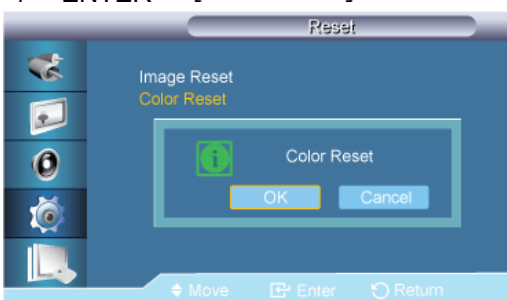 Reset
Image Reset
Color Reset
Color Reset
OK Cancel
Move Enter Return